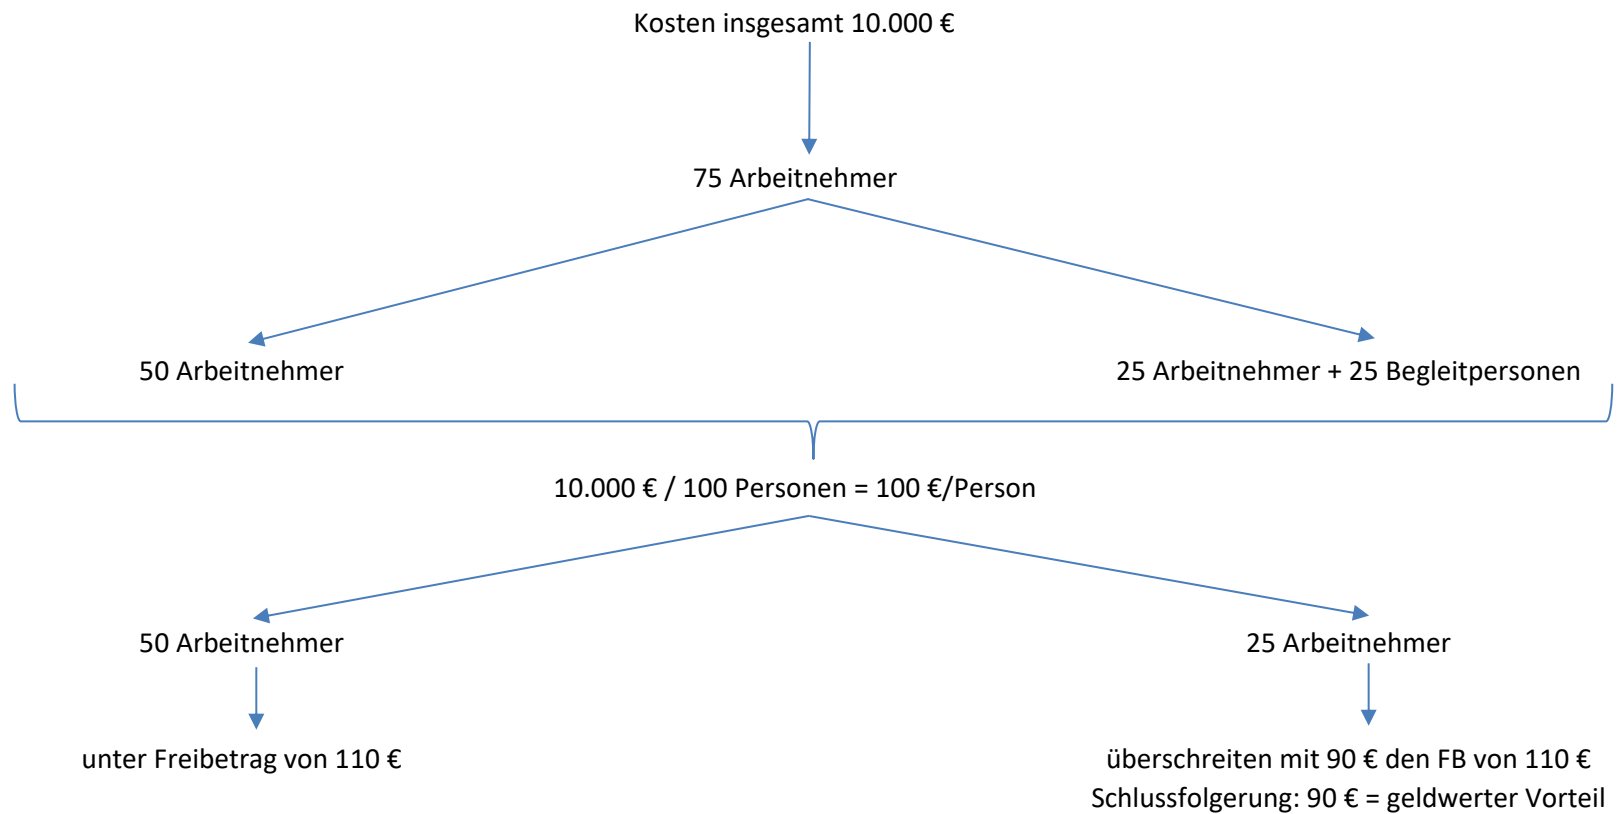 Kosten insgesamt 10.000 €
75 Arbeitnehmer
50 Arbeitnehmer
25 Arbeitnehmer + 25 Begleitpersonen
10.000 € / 100 Personen = 100 €/Person
50 Arbeitnehmer
25 Arbeitnehmer
unter Freibetrag von 110 €
überschreiten mit 90 € den FB von 110 €
Schlussfolgerung: 90 € = geldwerter Vorteil